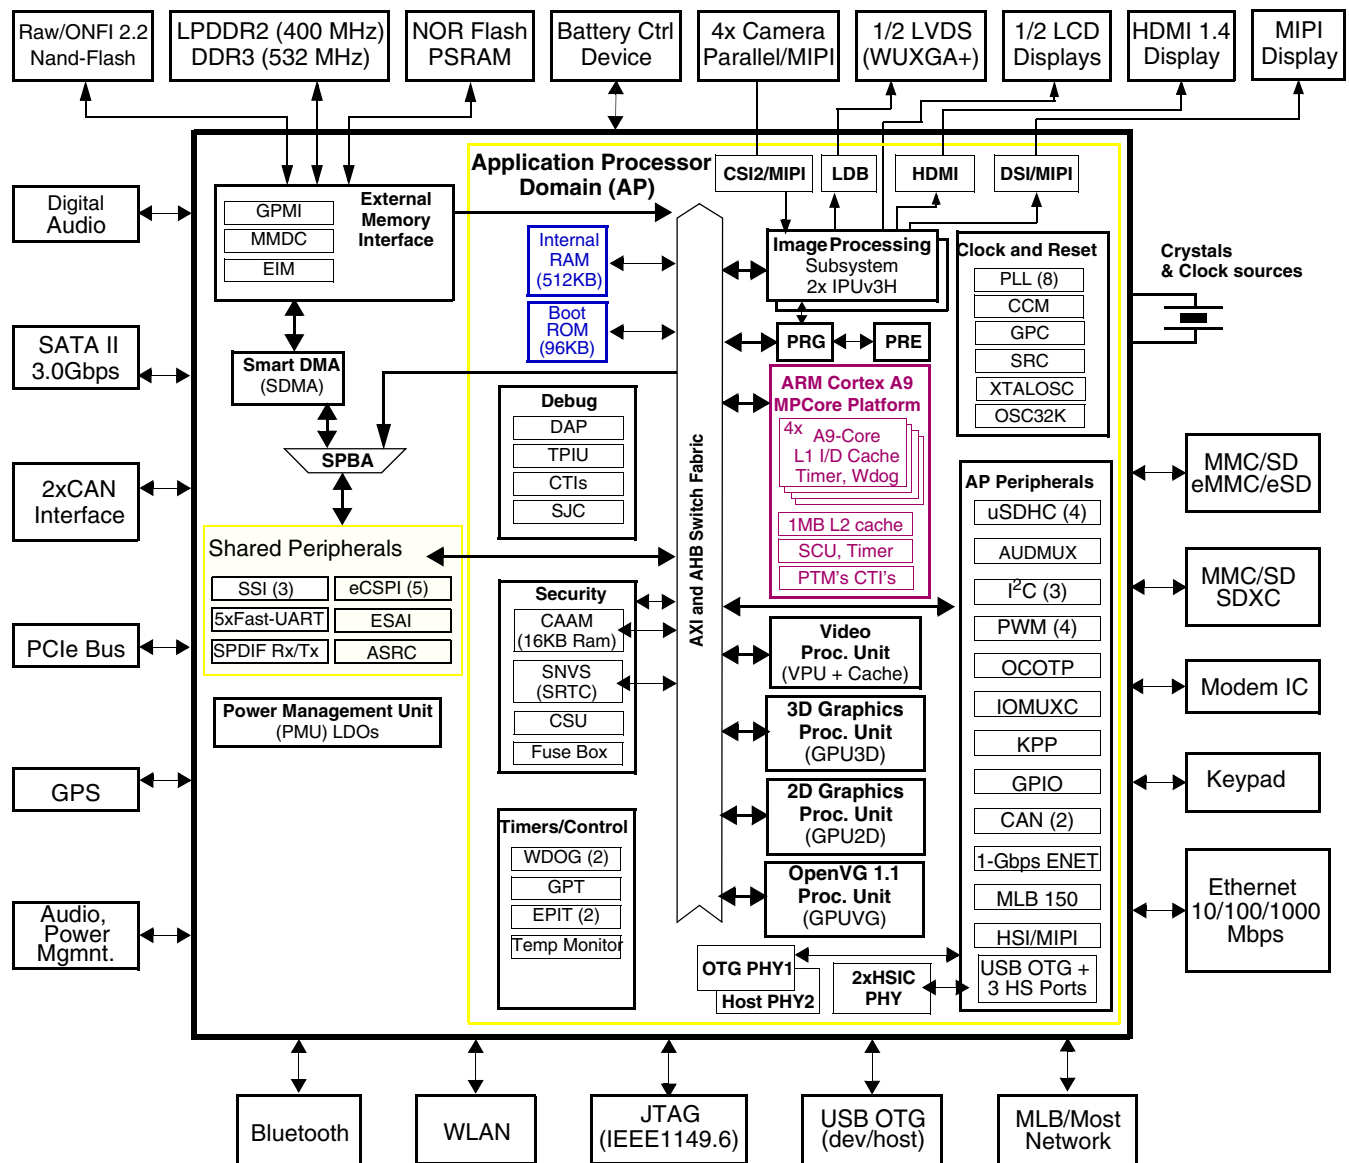 Raw/ONFI 2.2
Nand-Flash
LPDDR2 (400 MHz)
DDR3 (532 MHz)
NOR Flash
PSRAM
Battery Ctrl
Device
4x Camera
Parallel/MIPI
1/2 LVDS
(WUXGA+)
1/2 LCD
Displays
HDMI 1.4
Display
MIPI
Display
Application Processor
Domain (AP)
CSI2/MIPI
LDB
HDMI
DSI/MIPI
Digital
Audio
SATA II
3.0Gbps
2xCAN
Interface
PCIe Bus
GPS
Audio,
Power
Mgmnt.
External
Memory
Interface
GPMI
MMDC
EIM
Smart DMA
(SDMA)
SPBA
Shared Peripherals
SSI (3)
eCSPI (5)
5xFast-UART
ESAI
SPDIF Rx/Tx
ASRC
Power Management Unit
(PMU) LDOs
Internal
RAM
(512KB)
Boot
ROM
(96KB)
Debug
DAP
TPIU
CTIs
SJC
Security
CAAM
(16KB Ram)
SNVS
(SRTC)
CSU
Fuse Box
Timers/Control
WDOG (2)
GPT
EPIT (2)
Temp Monitor
AXI and AHB Switch Fabric
Image Processing
Subsystem
2x IPUv3H
PRG
PRE
ARM Cortex A9
MPCore Platform
4x
A9-Core
L1 I/D Cache
Timer, Wdog
1MB L2 cache
SCU, Timer
PTM's CTI's
Video
Proc. Unit
(VPU + Cache)
3D Graphics
Proc. Unit
(GPU3D)
2D Graphics
Proc. Unit
(GPU2D)
OpenVG 1.1
Proc. Unit
(GPUVG)
OTG PHY1
Host PHY2
2xHSIC
PHY
Clock and Reset
PLL (8)
CCM
GPC
SRC
XTALOSC
OSC32K
AP Peripherals
uSDHC (4)
AUDMUX
I²C (3)
PWM (4)
OCOTP
IOMUXC
KPP
GPIO
CAN (2)
1-Gbps ENET
MLB 150
HSI/MIPI
USB OTG +
3 HS Ports
Crystals
& Clock sources
MMC/SD
eMMC/eSD
MMC/SD
SDXC
Modem IC
Keypad
Ethernet
10/100/1000
Mbps
Bluetooth
WLAN
JTAG
(IEEE1149.6)
USB OTG
(dev/host)
MLB/Most
Network